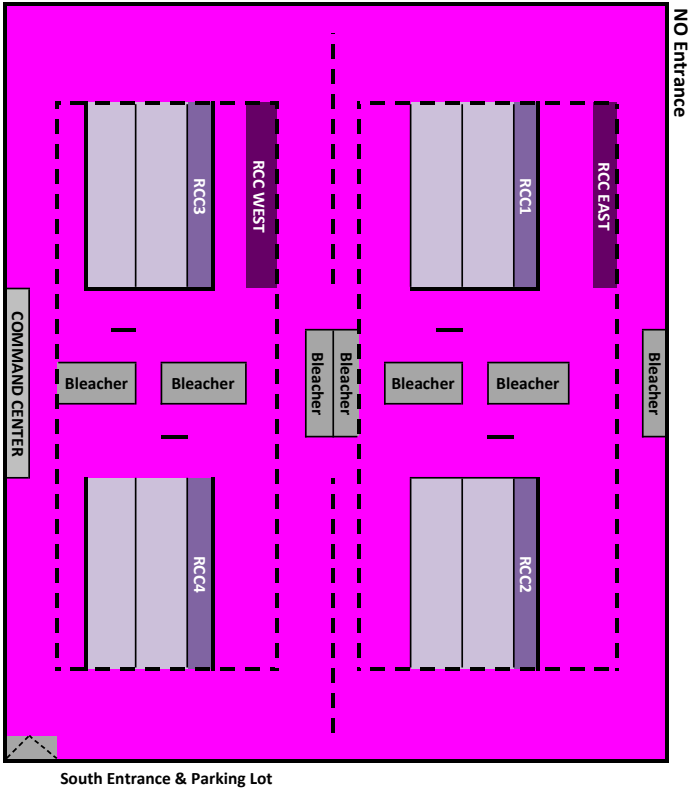 NO Entrance
RCC3
RCC WEST
RCC1
RCC EAST
COMMAND CENTER
Bleacher
Bleacher
Bleacher
Bleacher
Bleacher
Bleacher
Bleacher
RCC4
RCC2
South Entrance & Parking Lot